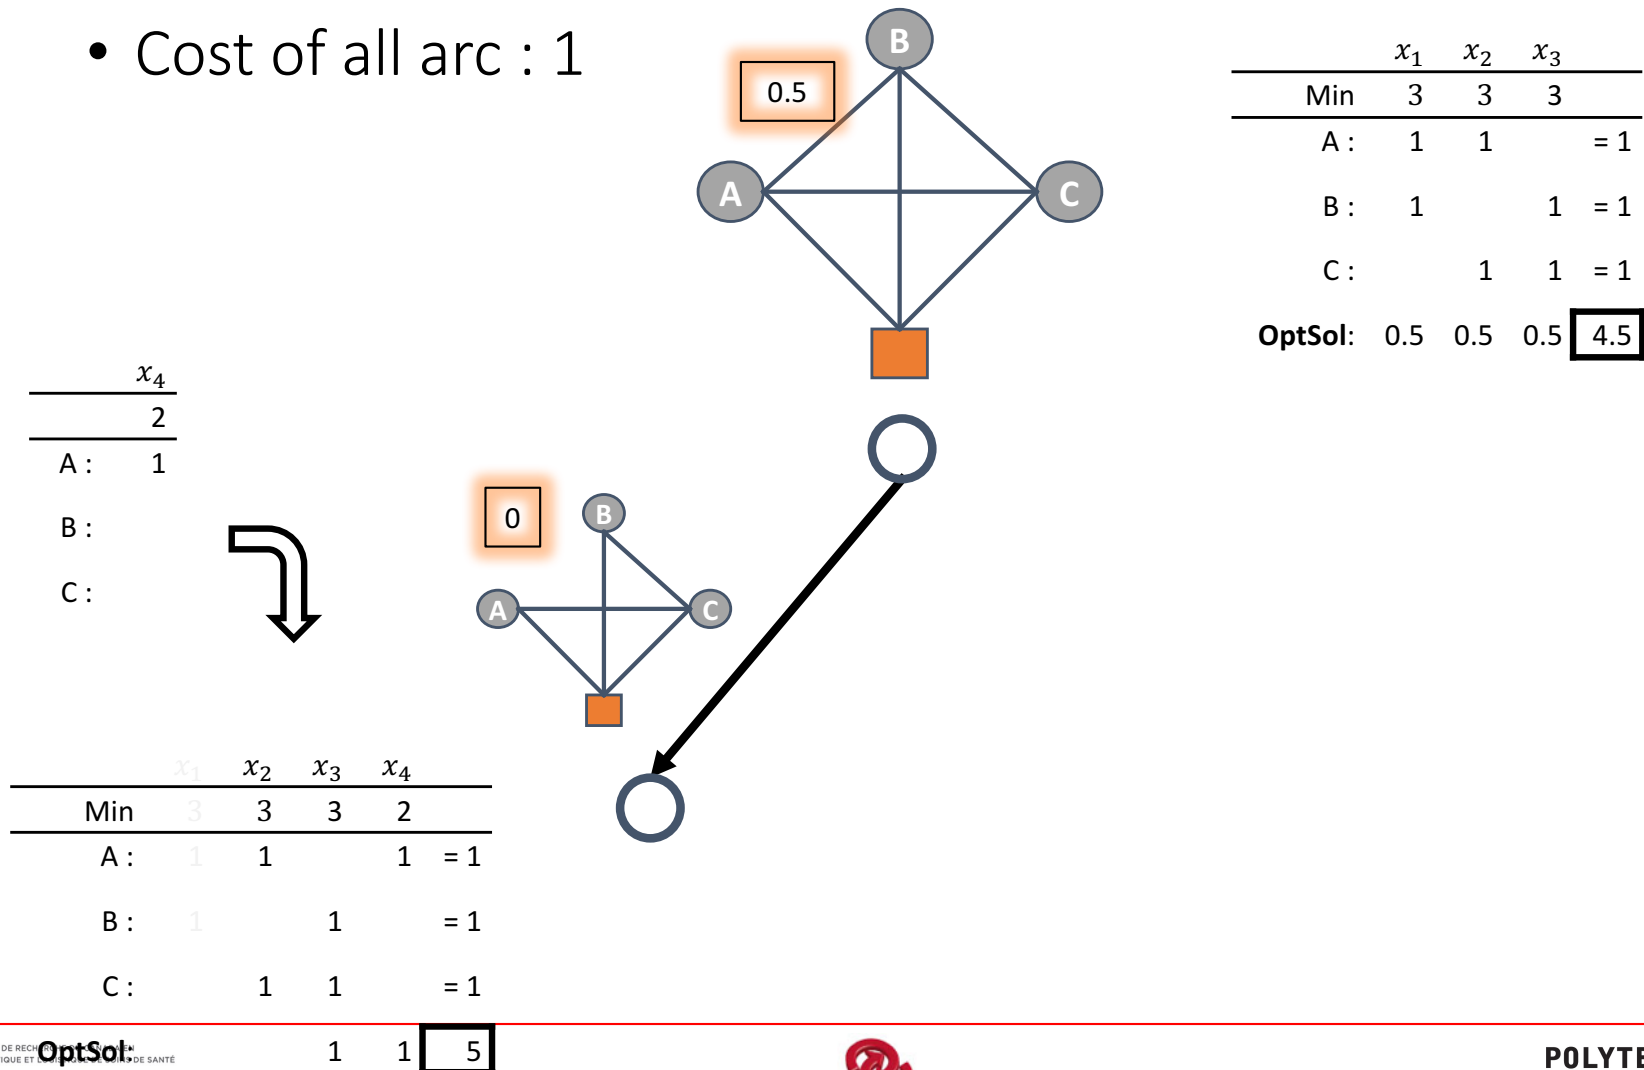 • Cost of all arc : 1
B
0.5
A
C
x₁ x₂ x₃
Min 3 3 3
A : 1 1 = 1
B : 1 1 = 1
C : 1 1 = 1
OptSol: 0.5 0.5 0.5 4.5
x₄
2
A : 1
B :
C :
0
B
A
C
x₁ x₂ x₃ x₄
Min 3 3 3 2
A : 1 1 1 = 1
B : 1 1 = 1
C : 1 1 = 1
OptSol: 1 1 5
DE SANTÉ
POLYTE